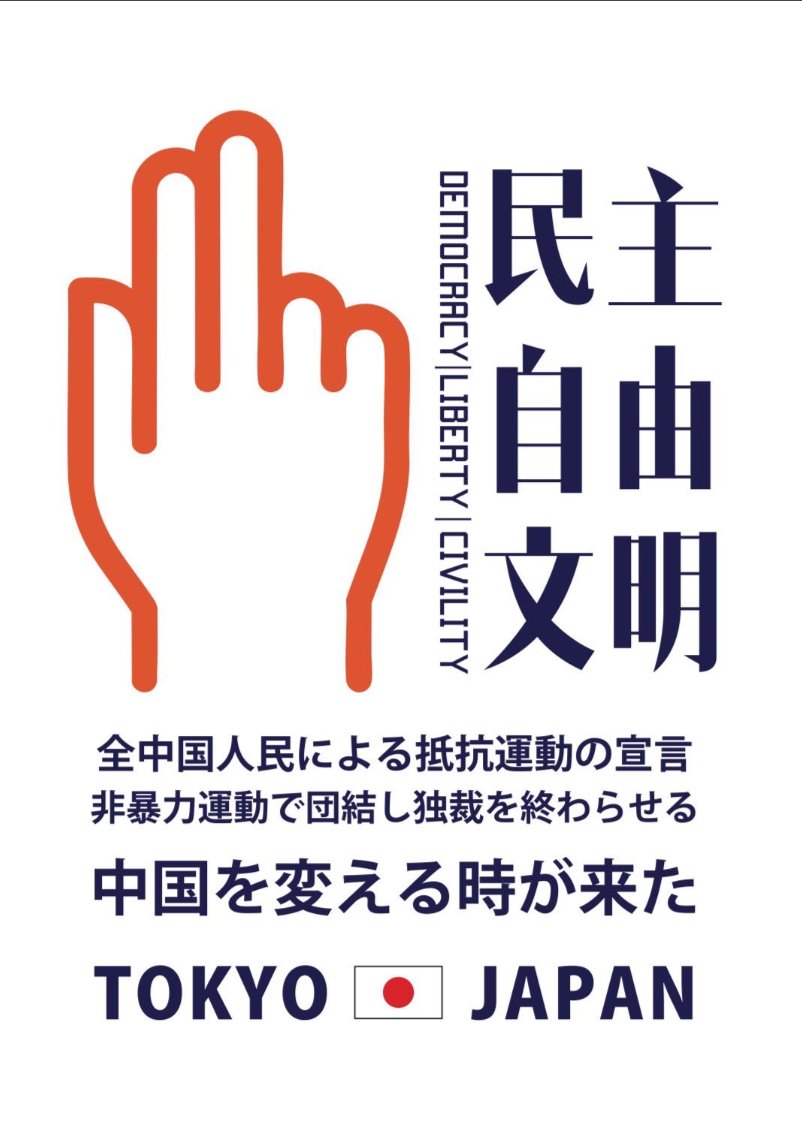 民主
自由
文明
DEMOCRACY|LIBERTY|CIVILITY
全中国人民による抵抗運動の宣言
非暴力運動で団結し独裁を終わらせる
中国を変える時が来た
TOKYO JAPAN